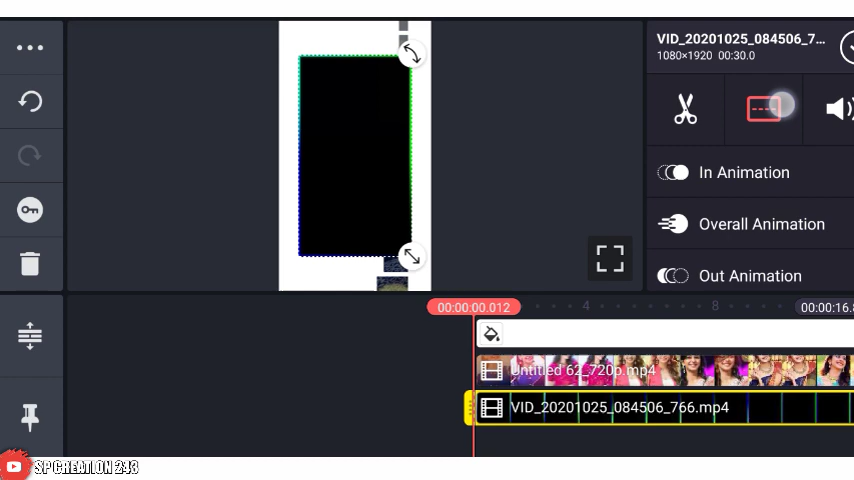 VID_20201025_084506_7...
1080×1920 00:30.0
In Animation
Overall Animation
Out Animation
00:00:00.012
4
8
00:00:16.8
Untitled 62_720p.mp4
VID_20201025_084506_766.mp4
SP CREATION 243